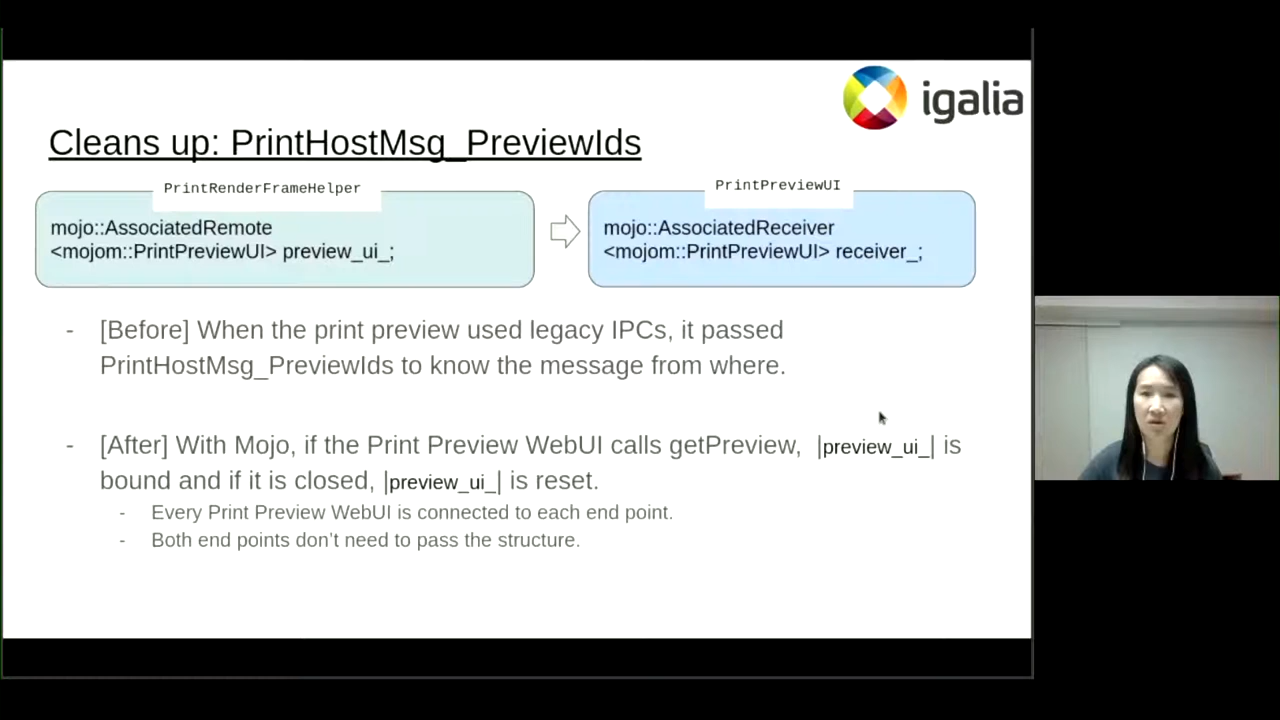 igalia
Cleans up: PrintHostMsg_PreviewIds
PrintRenderFrameHelper
mojo::AssociatedRemote
<mojom::PrintPreviewUI> preview_ui_;
PrintPreviewUI
mojo::AssociatedReceiver
<mojom::PrintPreviewUI> receiver_;
- [Before] When the print preview used legacy IPCs, it passed
PrintHostMsg_PreviewIds to know the message from where.
- [After] With Mojo, if the Print Preview WebUI calls getPreview, |preview_ui_| is
bound and if it is closed, |preview_ui_| is reset.
- Every Print Preview WebUI is connected to each end point.
- Both end points don't need to pass the structure.